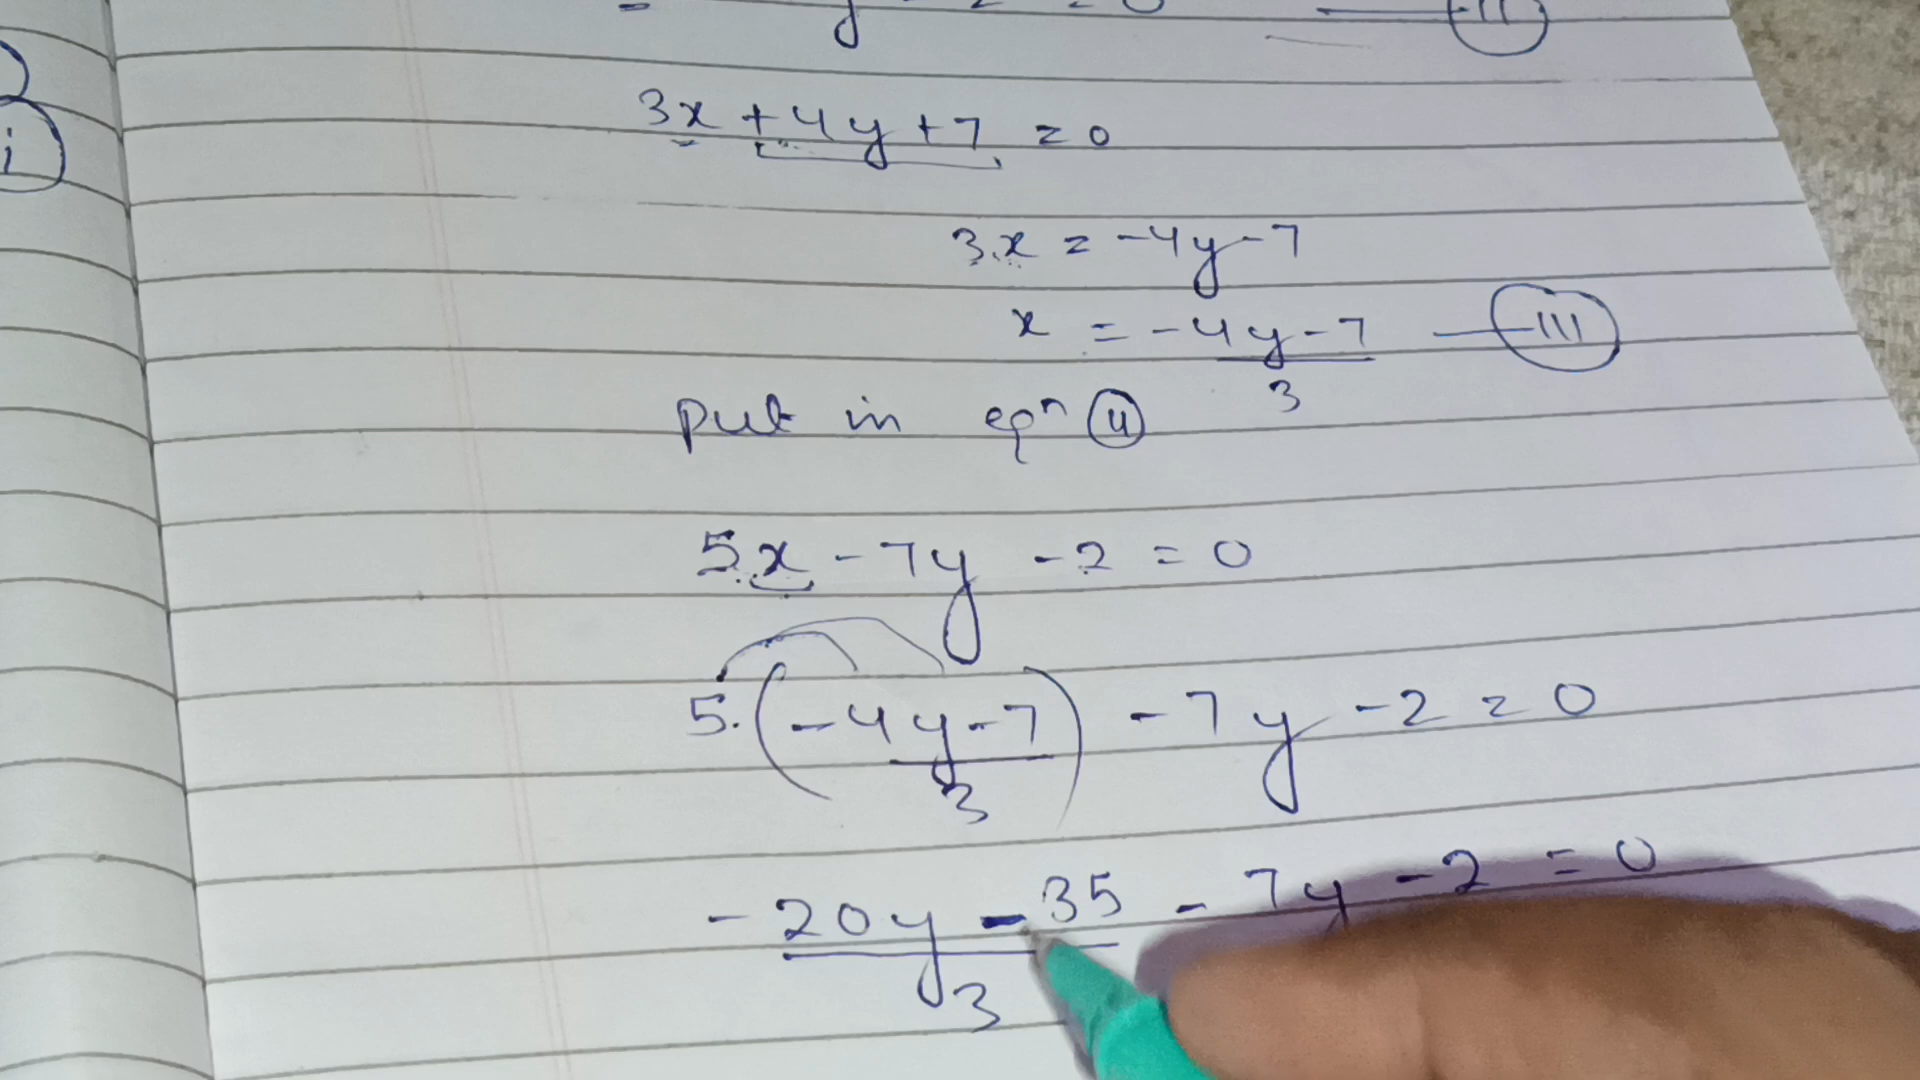 3x + 4y + 7 = 0
3x = -4y - 7
x = -4y - 7 — III
3
put in eqn II
5x - 7y - 2 = 0
5.(-4y - 7) - 7y - 2 = 0
3
-20y - 35 - 7y - 2 = 0
3